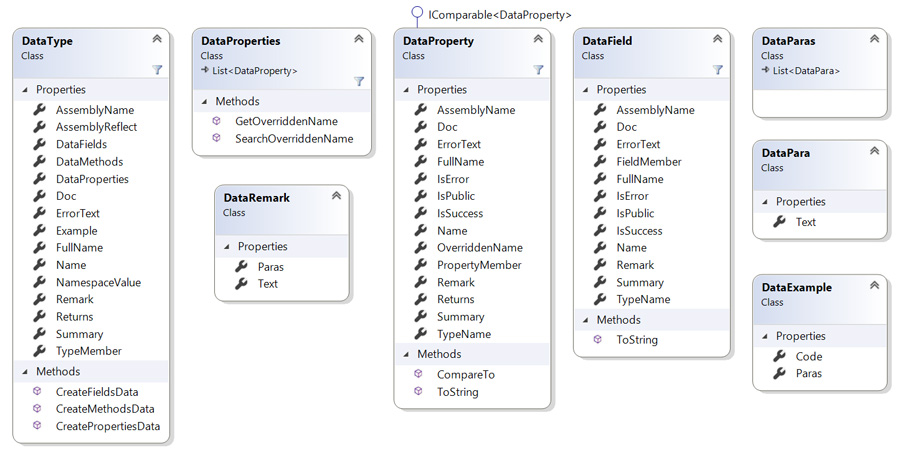 IComparable<DataProperty>
DataType
Class
Properties
AssemblyName
AssemblyReflect
DataFields
DataMethods
DataProperties
Doc
ErrorText
Example
FullName
Name
NamespaceValue
Remark
Returns
Summary
TypeMember
Methods
CreateFieldsData
CreateMethodsData
CreatePropertiesData
DataProperties
Class
List<DataProperty>
Methods
GetOverriddenName
SearchOverriddenName
DataRemark
Class
Properties
Paras
Text
DataProperty
Class
Properties
AssemblyName
Doc
ErrorText
FullName
IsError
IsPublic
IsSuccess
Name
OverriddenName
PropertyMember
Remark
Returns
Summary
TypeName
Methods
CompareTo
ToString
DataField
Class
Properties
AssemblyName
Doc
ErrorText
FieldMember
FullName
IsError
IsPublic
IsSuccess
Name
Remark
Summary
TypeName
Methods
ToString
DataParas
Class
List<DataPara>
DataPara
Class
Properties
Text
DataExample
Class
Properties
Code
Paras